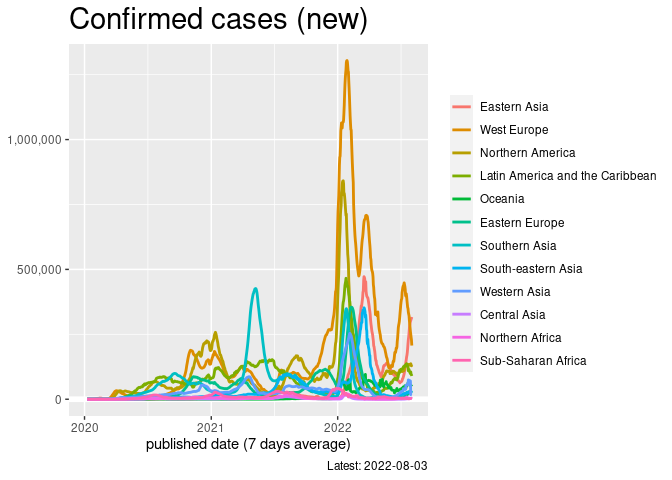 Confirmed cases (new)
1,000,000
500,000
0
2020
2021
2022
published date (7 days average)
Latest: 2022-08-03
Eastern Asia
West Europe
Northern America
Latin America and the Caribbean
Oceania
Eastern Europe
Southern Asia
South-eastern Asia
Western Asia
Central Asia
Northern Africa
Sub-Saharan Africa